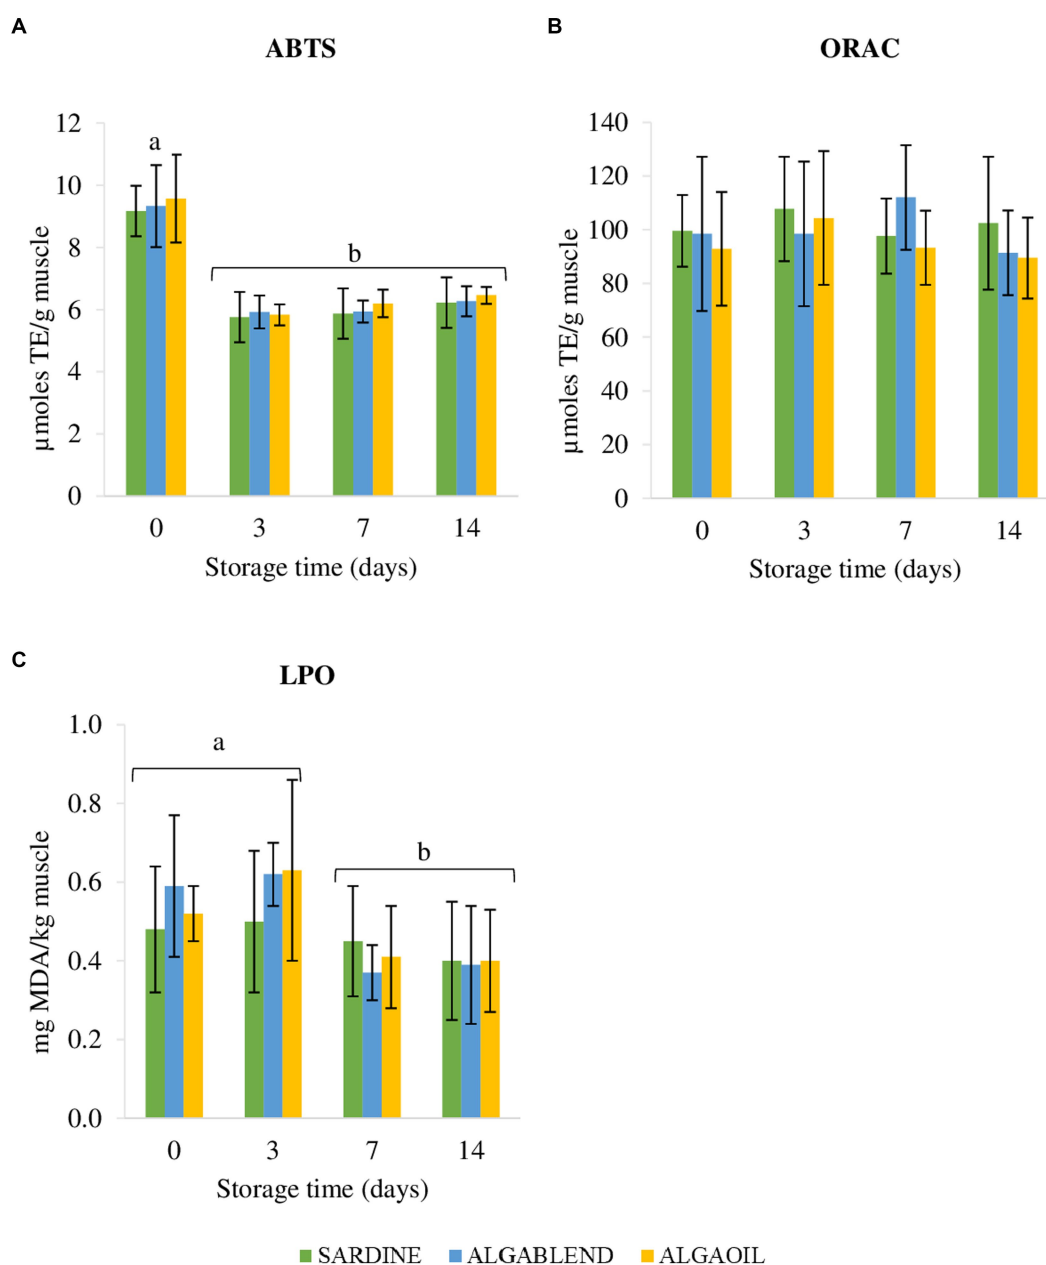 A
ABTS
12
10
8
6
4
2
0
µmoles TE/g muscle
a
b
0 3 7 14
Storage time (days)
B
ORAC
140
120
100
80
60
40
20
0
µmoles TE/g muscle
0 3 7 14
Storage time (days)
C
LPO
1.0
0.8
0.6
0.4
0.2
0.0
mg MDA/kg muscle
a
b
0 3 7 14
Storage time (days)
SARDINE ALGABLEND ALGAOIL